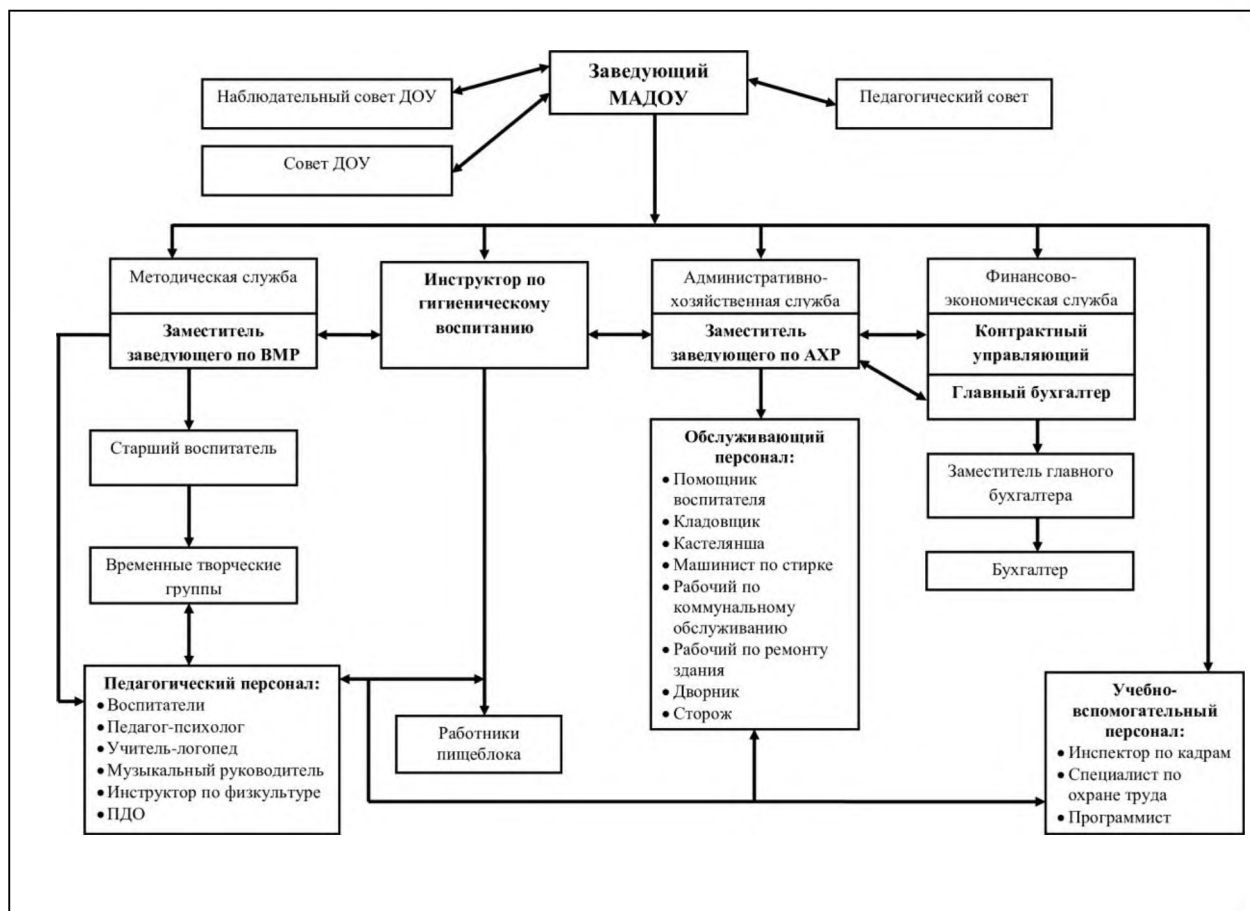 Заведующий
МАДОУ
Наблюдательный совет ДОУ
Педагогический совет
Совет ДОУ
Методическая служба
Заместитель
заведующего по ВМР
Инструктор по
гигиеническому
воспитанию
Административно-
хозяйственная служба
Заместитель
заведующего по АХР
Финансово-
экономическая служба
Контрактный
управляющий
Главный бухгалтер
Старший воспитатель
Временные творческие
группы
Обслуживающий
персонал:
• Помощник
воспитателя
• Кладовщик
• Кастелянша
• Машинист по стирке
• Рабочий по
коммунальному
обслуживанию
• Рабочий по ремонту
здания
• Дворник
• Сторож
Заместитель главного
бухгалтера
Бухгалтер
Педагогический персонал:
• Воспитатели
• Педагог-психолог
• Учитель-логопед
• Музыкальный руководитель
• Инструктор по физкультуре
• ПДО
Работники
пищеблока
Учебно-
вспомогательный
персонал:
• Инспектор по кадрам
• Специалист по
охране труда
• Программист